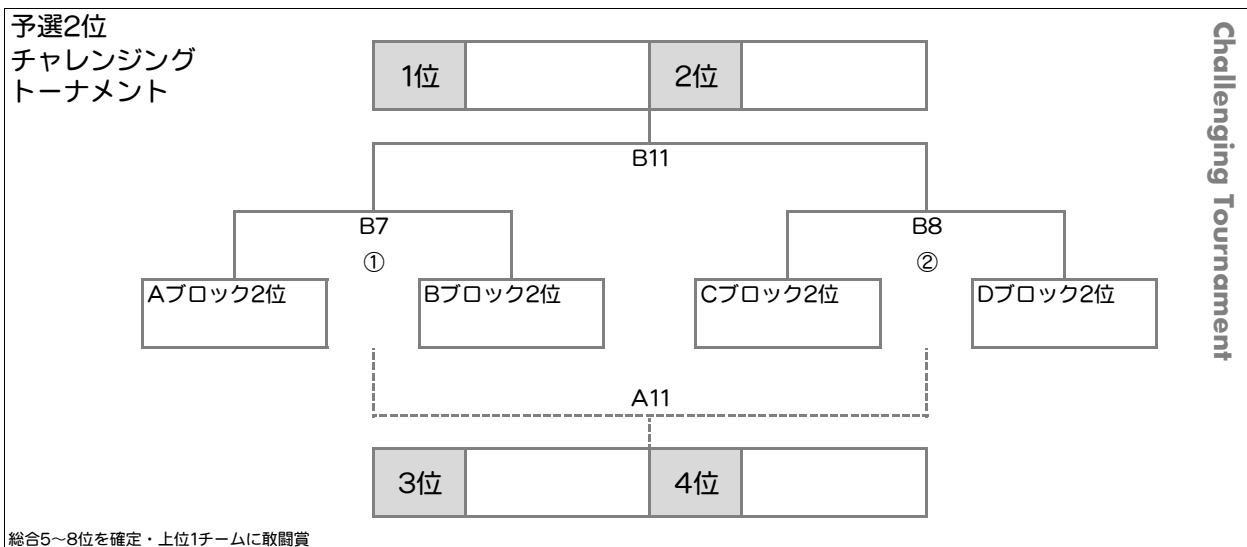 予選2位
チャレンジング
トーナメント
Challenging Tournament
1位
2位
B11
B7
B8
①
②
Aブロック2位
Bブロック2位
Cブロック2位
Dブロック2位
A11
3位
4位
総合5～8位を確定・上位1チームに敢闘賞